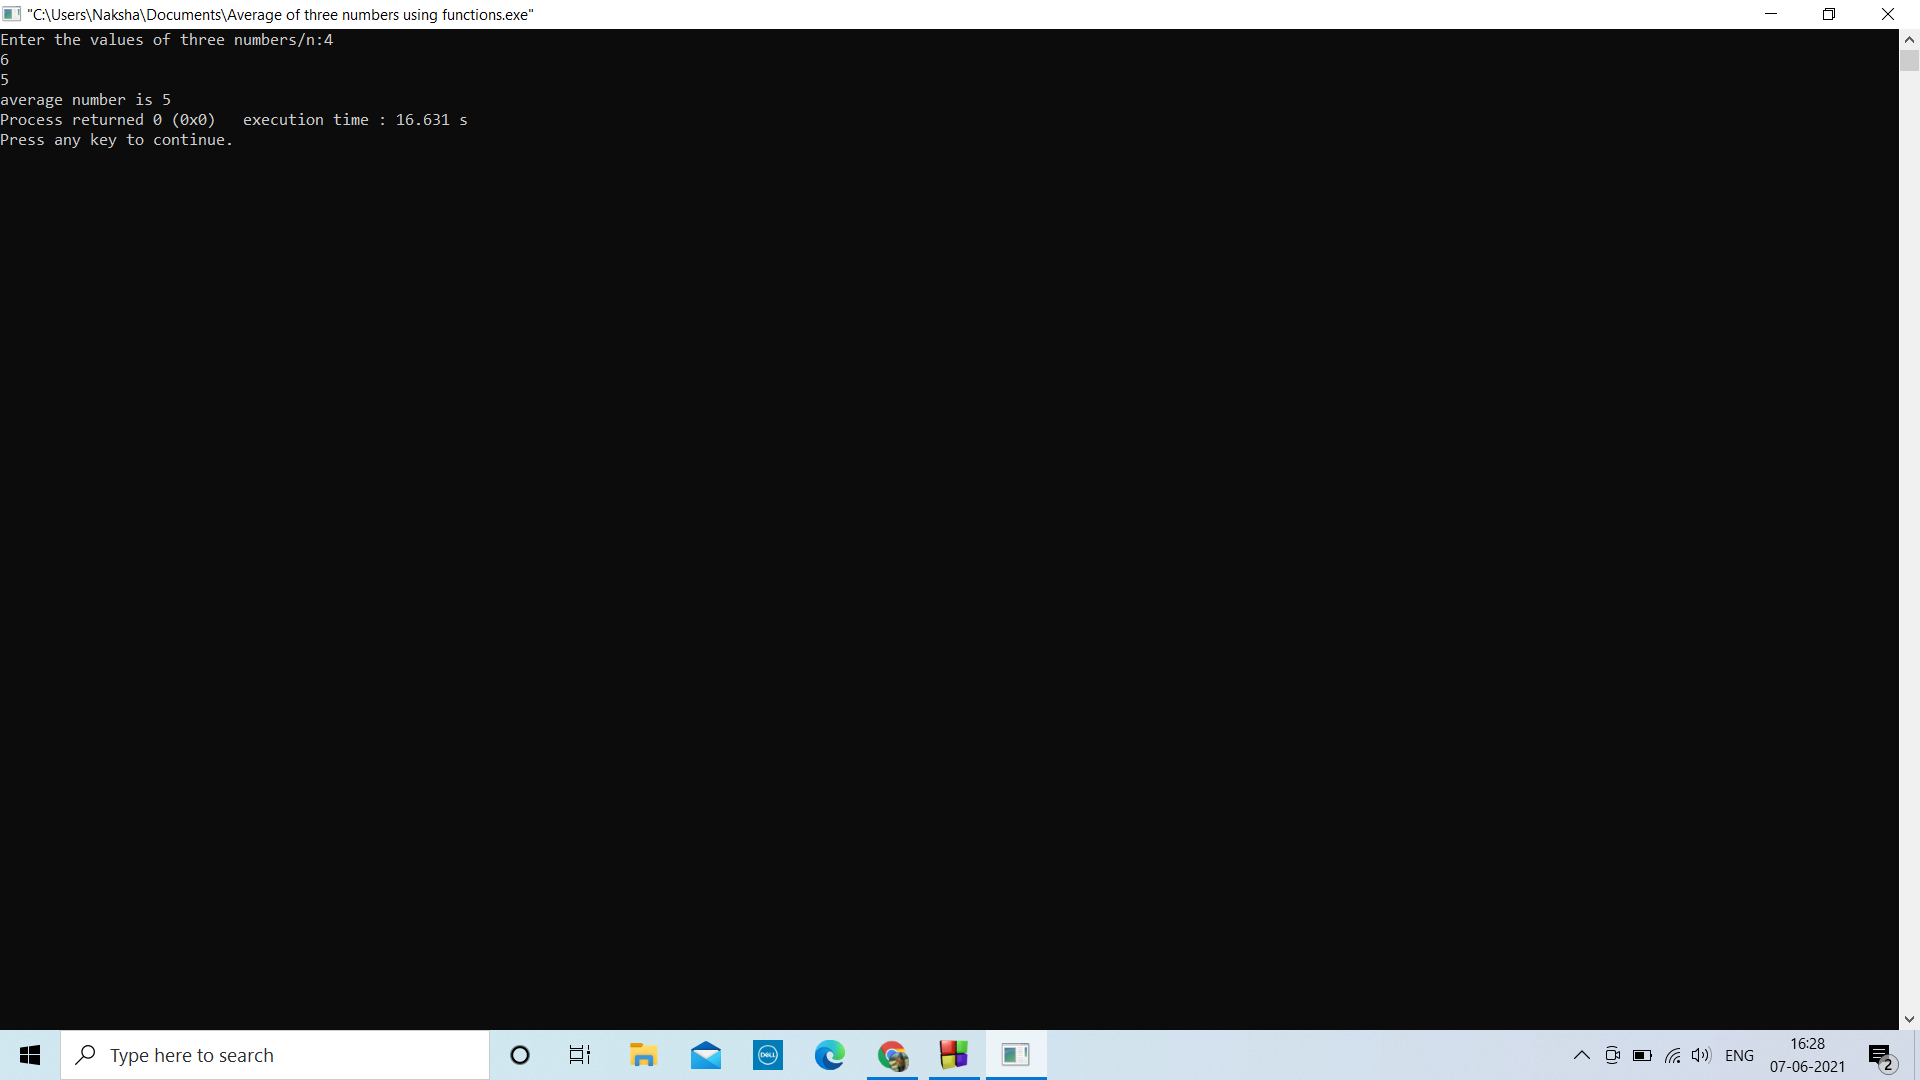 "C:\Users\Naksha\Documents\Average of three numbers using functions.exe"
Enter the values of three numbers/n:4
6
5
average number is 5
Process returned 0 (0x0)   execution time : 16.631 s
Press any key to continue.
Type here to search
DELL
ENG
16:28
07-06-2021
2